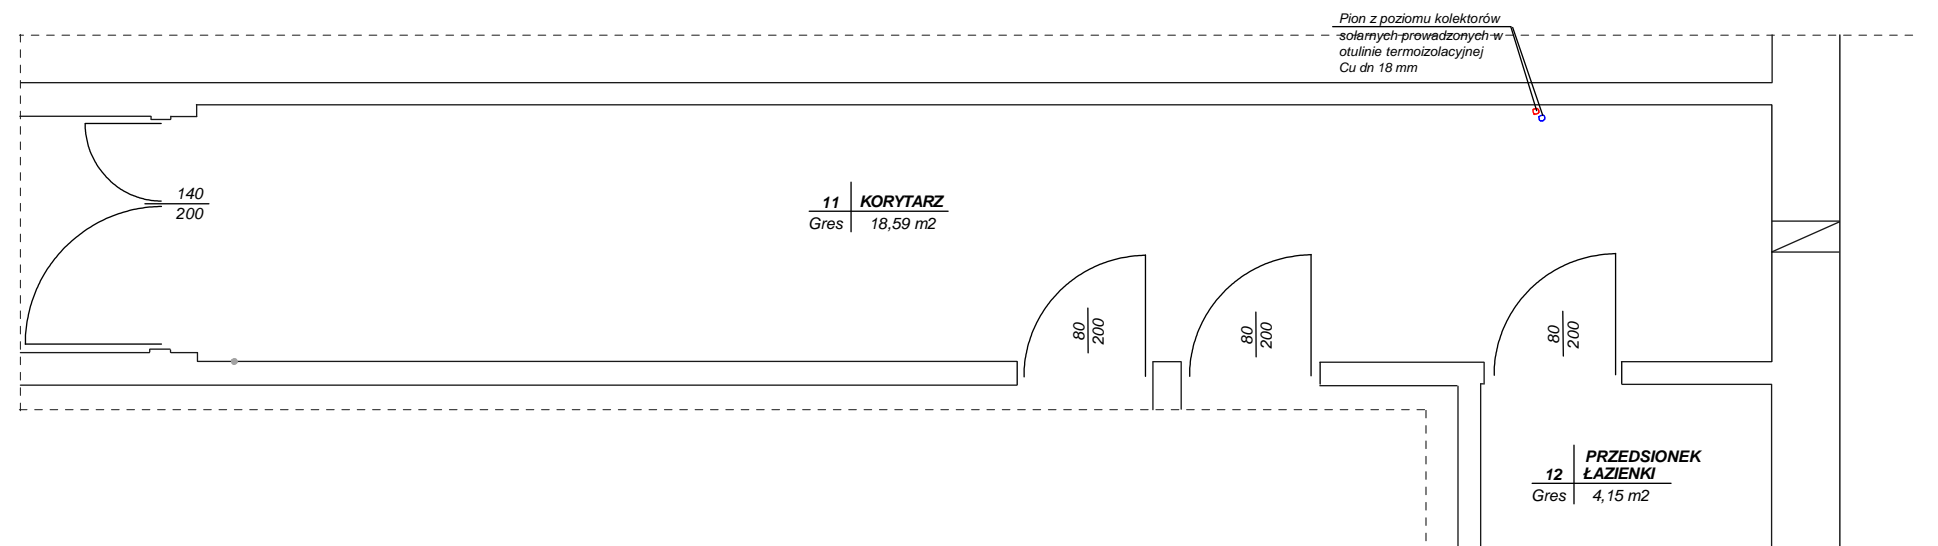 Pion z poziomu kolektorów
solarnych prowadzonych w
otulinie termoizolacyjnej
Cu dn 18 mm
140
200
11 KORYTARZ
Gres 18,59 m2
80
200
80
200
80
200
PRZEDSIONEK
12 ŁAZIENKI
Gres 4,15 m2